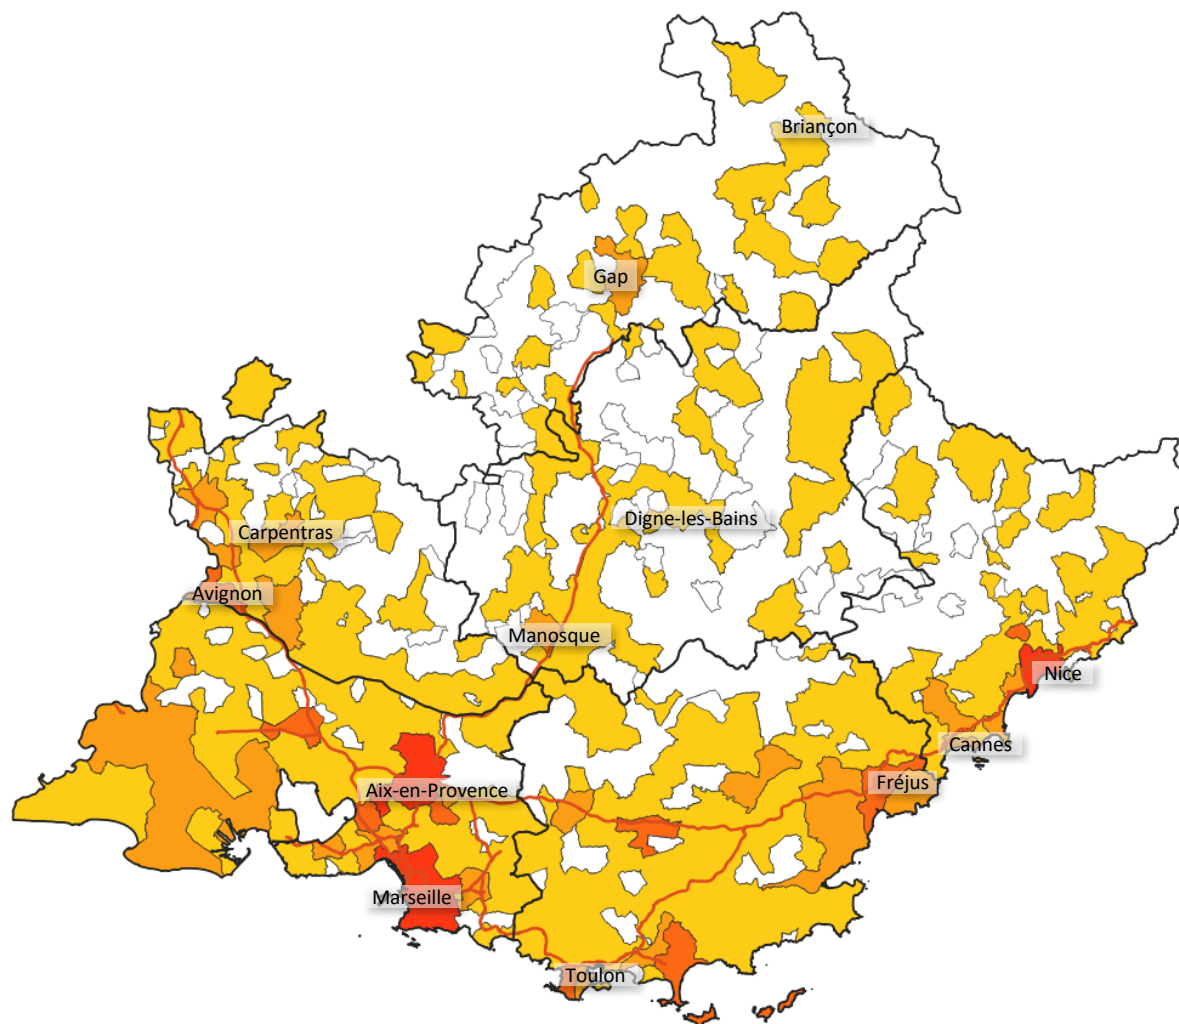 Briançon
Gap
Digne-les-Bains
Carpentras
Avignon
Manosque
Nice
Cannes
Fréjus
Aix-en-Provence
Marseille
Toulon